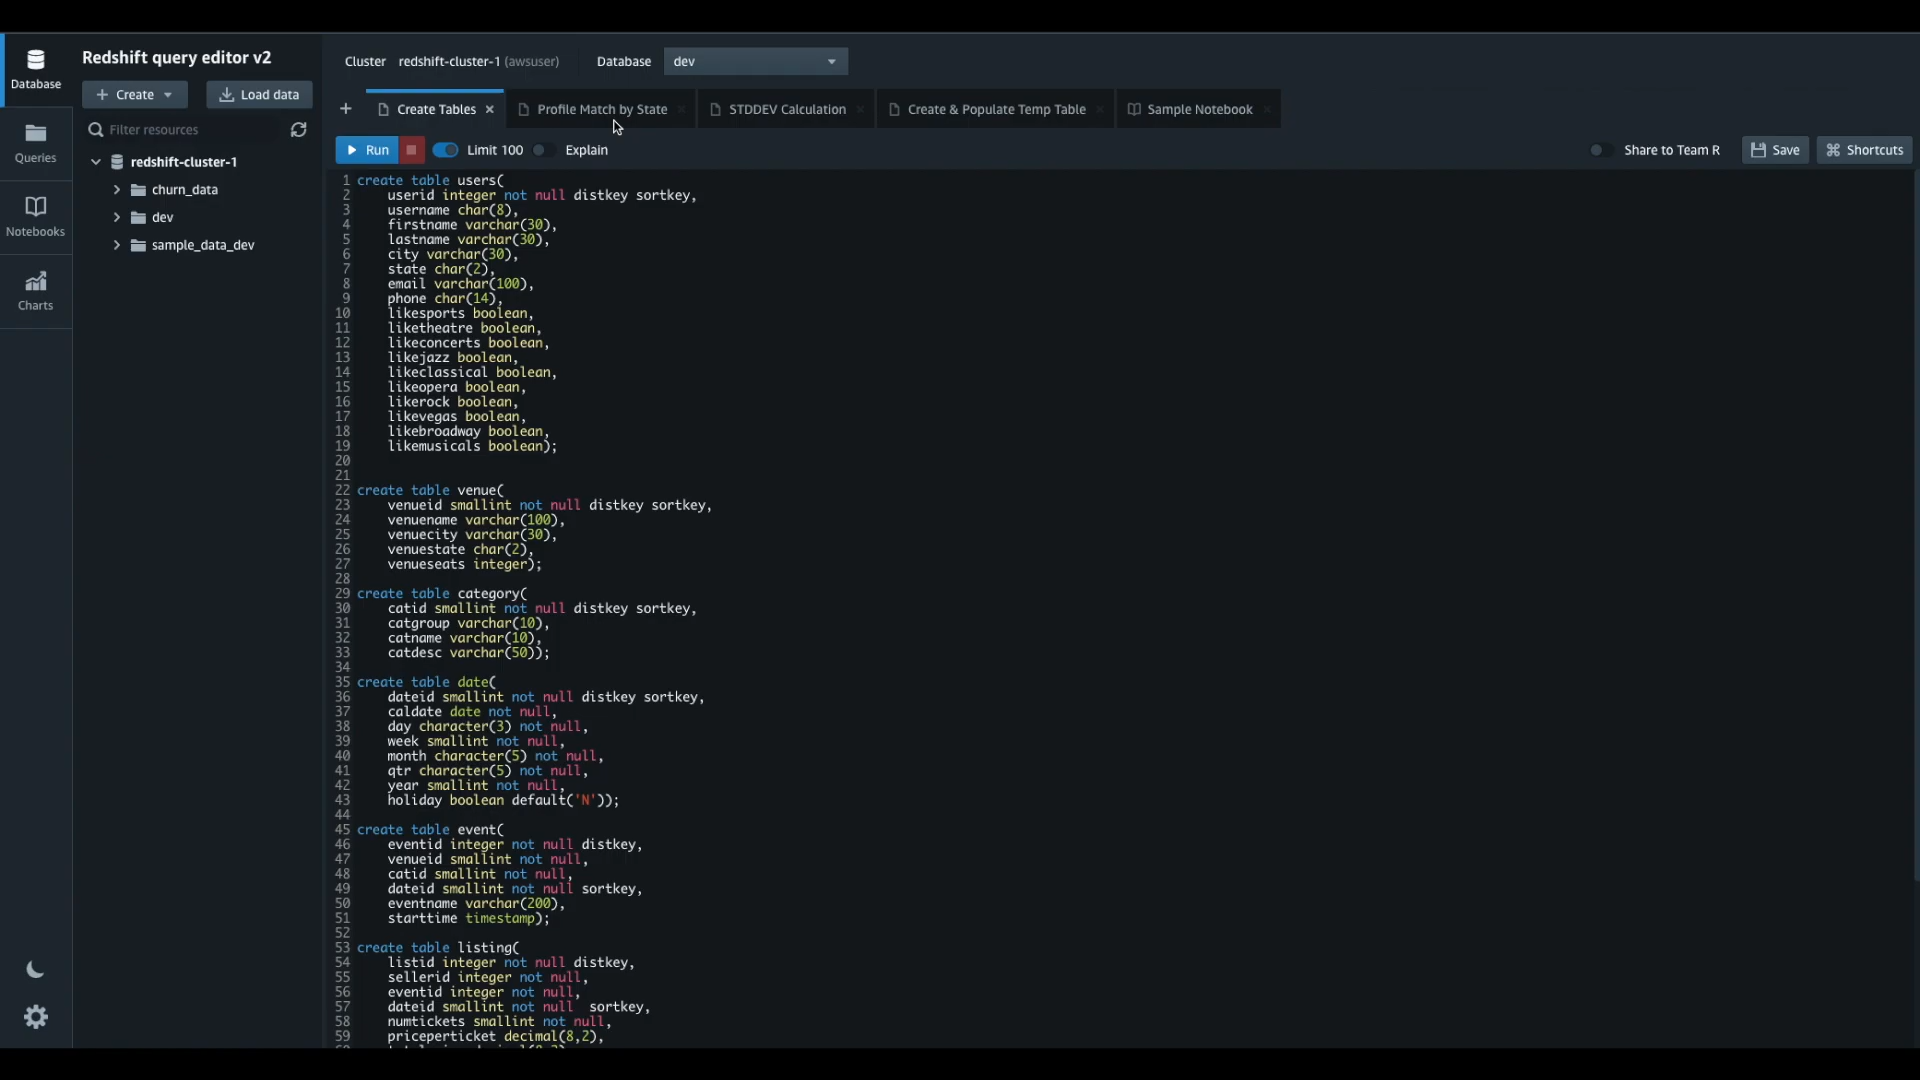 Database
Queries
Notebooks
Charts
Redshift query editor v2
+ Create
Load data
Filter resources
redshift-cluster-1
churn_data
dev
sample_data_dev
Cluster redshift-cluster-1 (awsuser) Database dev
+ Create Tables × Profile Match by State × STDDEV Calculation × Create & Populate Temp Table × Sample Notebook ×
Run Limit 100 Explain Share to Team R Save ⌘ Shortcuts
1 create table users(
2 userid integer not null distkey sortkey,
3 username char(8),
4 firstname varchar(30),
5 lastname varchar(30),
6 city varchar(30),
7 state char(2),
8 email varchar(100),
9 phone char(14),
10 likesports boolean,
11 liketheatre boolean,
12 likeconcerts boolean,
13 likejazz boolean,
14 likeclassical boolean,
15 likeopera boolean,
16 likerock boolean,
17 likevegas boolean,
18 likebroadway boolean,
19 likemusicals boolean);
20
21
22 create table venue(
23 venueid smallint not null distkey sortkey,
24 venuename varchar(100),
25 venuecity varchar(30),
26 venuestate char(2),
27 venueseats integer);
28
29 create table category(
30 catid smallint not null distkey sortkey,
31 catgroup varchar(10),
32 catname varchar(10),
33 catdesc varchar(50));
34
35 create table date(
36 dateid smallint not null distkey sortkey,
37 caldate date not null,
38 day character(3) not null,
39 week smallint not null,
40 month character(5) not null,
41 qtr character(5) not null,
42 year smallint not null,
43 holiday boolean default('N'));
44
45 create table event(
46 eventid integer not null distkey,
47 venueid smallint not null,
48 catid smallint not null,
49 dateid smallint not null sortkey,
50 eventname varchar(200),
51 starttime timestamp);
52
53 create table listing(
54 listid integer not null distkey,
55 sellerid integer not null,
56 eventid integer not null,
57 dateid smallint not null sortkey,
58 numtickets smallint not null,
59 priceperticket decimal(8,2),